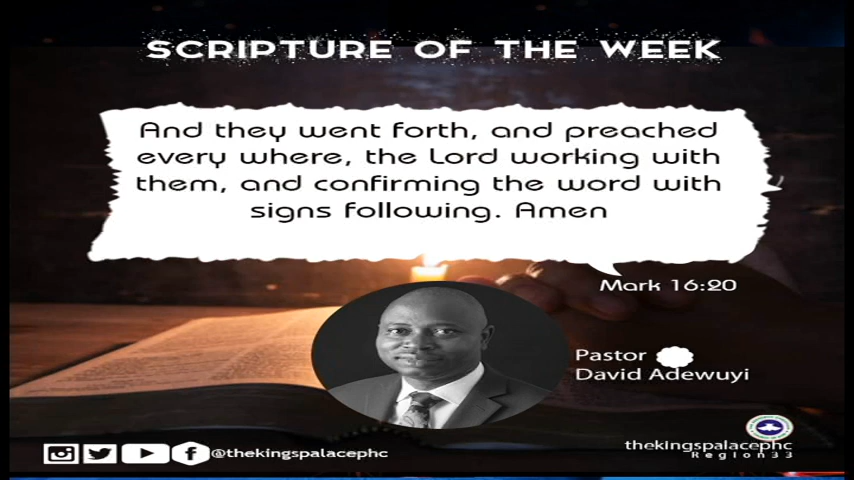 SCRIPTURE OF THE WEEK
And they went forth, and preached
every where, the Lord working with
them, and confirming the word with
signs following. Amen
Mark 16:20
Pastor
David Adewuyi
@thekingspalacephc
thekingspalacephc
Region33